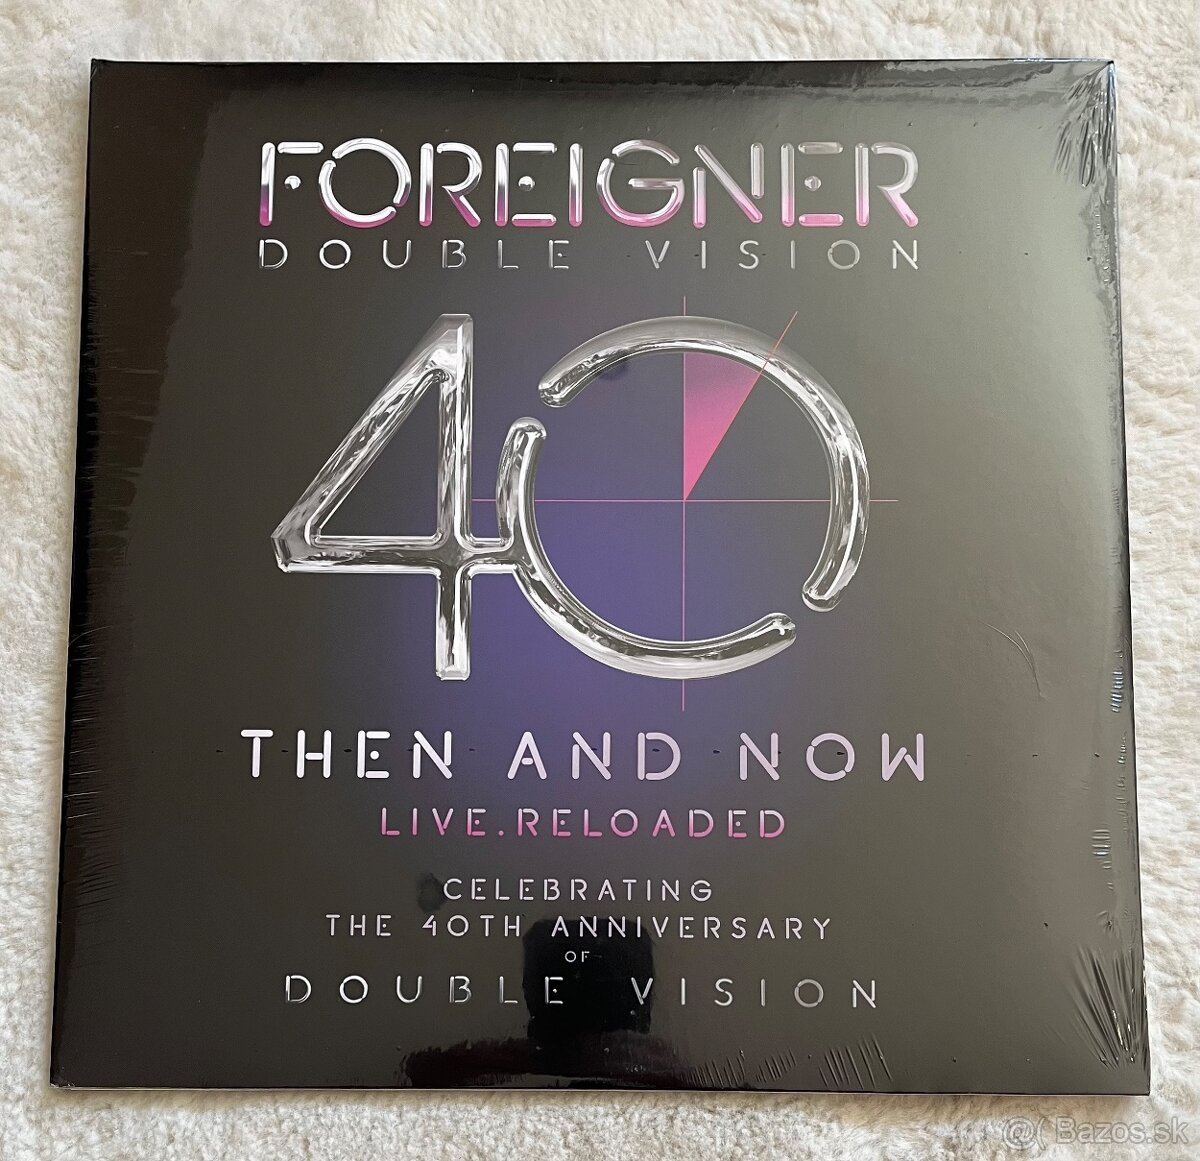 FOREIGNER
DOUBLE VISION
40
THEN AND NOW
LIVE.RELOADED
CELEBRATING
THE 40TH ANNIVERSARY
OF
DOUBLE VISION
@( Bazos.sk